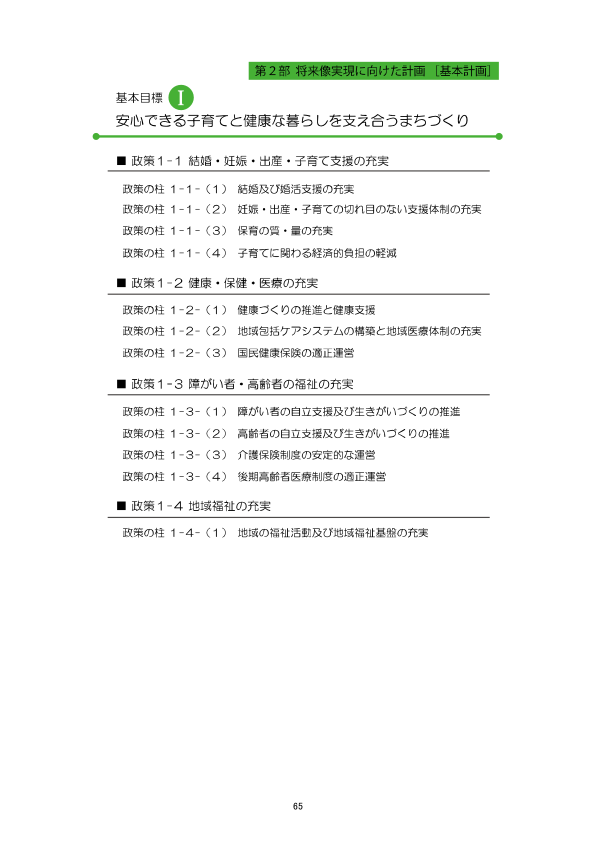 第２部 将来像実現に向けた計画 ［基本計画］
基本目標 Ⅰ
安心できる子育てと健康な暮らしを支え合うまちづくり
■ 政策１-１ 結婚・妊娠・出産・子育て支援の充実
政策の柱 １-１-（１） 結婚及び婚活支援の充実
政策の柱 １-１-（２） 妊娠・出産・子育ての切れ目のない支援体制の充実
政策の柱 １-１-（３） 保育の質・量の充実
政策の柱 １-１-（４） 子育てに関わる経済的負担の軽減
■ 政策１-２ 健康・保健・医療の充実
政策の柱 １-２-（１） 健康づくりの推進と健康支援
政策の柱 １-２-（２） 地域包括ケアシステムの構築と地域医療体制の充実
政策の柱 １-２-（３） 国民健康保険の適正運営
■ 政策１-３ 障がい者・高齢者の福祉の充実
政策の柱 １-３-（１） 障がい者の自立支援及び生きがいづくりの推進
政策の柱 １-３-（２） 高齢者の自立支援及び生きがいづくりの推進
政策の柱 １-３-（３） 介護保険制度の安定的な運営
政策の柱 １-３-（４） 後期高齢者医療制度の適正運営
■ 政策１-４ 地域福祉の充実
政策の柱 １-４-（１） 地域の福祉活動及び地域福祉基盤の充実
65